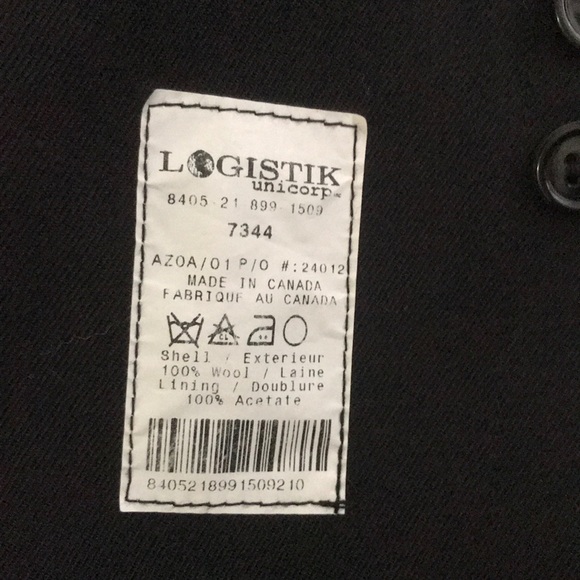 LOGISTIK
unicorp
8405-21 899-1509
7344
AZOA/01 P/O #:24012
MADE IN CANADA
FABRIQUE AU CANADA
CL
Shell / Exterieur
100% Wool / Laine
Lining / Doublure
100% Acetate
8405218991509210